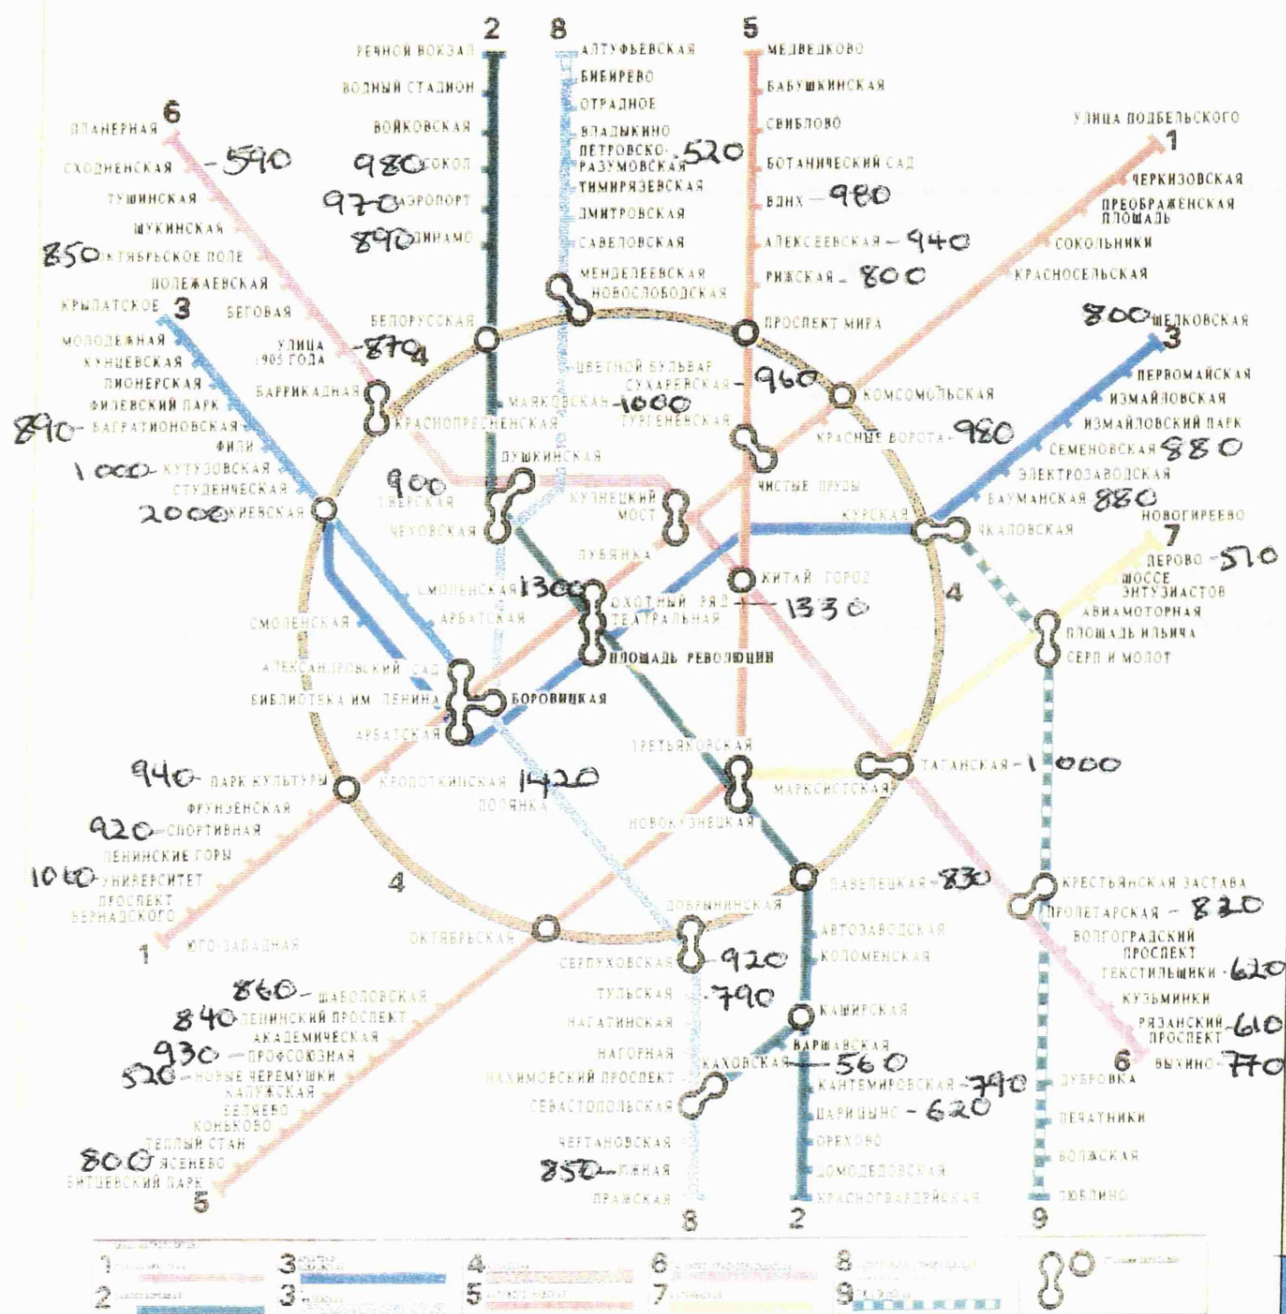 2
8
5
РЕЧНОЙ ВОКЗАЛ
АЛТУФЬЕВСКАЯ
МЕДВЕДКОВО
ВОДНЫЙ СТАДИОН
БИБИРЕВО
БАБУШКИНСКАЯ
ОТРАДНОЕ
6
ПЛАНЕРНАЯ
ВОЙКОВСКАЯ
ВЛАДЫКИНО
СВИБЛОВО
УЛИЦА ПОДБЕЛЬСКОГО
1
СХОДНЕНСКАЯ -590
980 СОКОЛ
ПЕТРОВСКО-
РАЗУМОВСКАЯ -520
БОТАНИЧЕСКИЙ САД
ЧЕРКИЗОВСКАЯ
ТУШИНСКАЯ
970 АЭРОПОРТ
ТИМИРЯЗЕВСКАЯ
ВДНХ -980
ПРЕОБРАЖЕНСКАЯ
ПЛОЩАДЬ
ЩУКИНСКАЯ
890 ДИНАМО
ДМИТРОВСКАЯ
САВЕЛОВСКАЯ
АЛЕКСЕЕВСКАЯ -940
СОКОЛЬНИКИ
850 ОКТЯБРЬСКОЕ ПОЛЕ
МЕНДЕЛЕЕВСКАЯ
РИЖСКАЯ -800
КРАСНОСЕЛЬСКАЯ
ПОЛЕЖАЕВСКАЯ
НОВОСЛОБОДСКАЯ
КРЫЛАТСКОЕ 3
БЕГОВАЯ
БЕЛОРУССКАЯ
ПРОСПЕКТ МИРА
800 ЩЕЛКОВСКАЯ
3
МОЛОДЕЖНАЯ
УЛИЦА
1905 ГОДА -870
4
КУНЦЕВСКАЯ
ЦВЕТНОЙ БУЛЬВАР
ПЕРВОМАЙСКАЯ
ПИОНЕРСКАЯ
БАРРИКАДНАЯ
СУХАРЕВСКАЯ -960
КОМСОМОЛЬСКАЯ
ИЗМАЙЛОВСКАЯ
ФИЛЕВСКИЙ ПАРК
МАЯКОВСКАЯ -1000
ТУРГЕНЕВСКАЯ
ИЗМАЙЛОВСКИЙ ПАРК
890- БАГРАТИОНОВСКАЯ
КРАСНОПРЕСНЕНСКАЯ
КРАСНЫЕ ВОРОТА -980
СЕМЕНОВСКАЯ 880
ФИЛИ
ПУШКИНСКАЯ
ЭЛЕКТРОЗАВОДСКАЯ
1000- КУТУЗОВСКАЯ
900
ТВЕРСКАЯ
КУЗНЕЦКИЙ
МОСТ
ЧИСТЫЕ ПРУДЫ
БАУМАНСКАЯ 880
СТУДЕНЧЕСКАЯ
2000 КИЕВСКАЯ
ЧЕХОВСКАЯ
КУРСКАЯ
ЧКАЛОВСКАЯ
НОВОГИРЕЕВО
7
ЛУБЯНКА
ПЕРОВО -510
СМОЛЕНСКАЯ
1300
КИТАЙ ГОРОД
ШОССЕ
ЭНТУЗИАСТОВ
ОХОТНЫЙ РЯД
1330
4
АВИАМОТОРНАЯ
СМОЛЕНСКАЯ
АРБАТСКАЯ
ТЕАТРАЛЬНАЯ
ПЛОЩАДЬ ИЛЬИЧА
ПЛОЩАДЬ РЕВОЛЮЦИИ
СЕРП И МОЛОТ
АЛЕКСАНДРОВСКИЙ САД
БИБЛИОТЕКА ИМ ЛЕНИНА
БОРОВИЦКАЯ
АРБАТСКАЯ
ТРЕТЬЯКОВСКАЯ
940- ПАРК КУЛЬТУРЫ
КРОПОТКИНСКАЯ
1420
ПОЛЯНКА
МАРКСИСТСКАЯ
ТАГАНСКАЯ -1000
ФРУНЗЕНСКАЯ
НОВОКУЗНЕЦКАЯ
920- СПОРТИВНАЯ
ЛЕНИНСКИЕ ГОРЫ
1060- УНИВЕРСИТЕТ
4
ПАВЕЛЕЦКАЯ -830
КРЕСТЬЯНСКАЯ ЗАСТАВА
ПРОСПЕКТ
ВЕРНАДСКОГО
ДОБРЫНИНСКАЯ
ПРОЛЕТАРСКАЯ -820
1
ЮГО-ЗАПАДНАЯ
ОКТЯБРЬСКАЯ
АВТОЗАВОДСКАЯ
ВОЛГОГРАДСКИЙ
ПРОСПЕКТ
СЕРПУХОВСКАЯ -920
КОЛОМЕНСКАЯ
ТЕКСТИЛЬЩИКИ -620
860- ШАБОЛОВСКАЯ
ТУЛЬСКАЯ -790
КУЗЬМИНКИ
840 ЛЕНИНСКИЙ ПРОСПЕКТ
НАГАТИНСКАЯ
КАШИРСКАЯ
РЯЗАНСКИЙ
ПРОСПЕКТ -610
АКАДЕМИЧЕСКАЯ
НАГОРНАЯ
ВАРШАВСКАЯ
930- ПРОФСОЮЗНАЯ
КАХОВСКАЯ -560
6
ВЫХИНО -770
520- НОВЫЕ ЧЕРЕМУШКИ
НАХИМОВСКИЙ ПРОСПЕКТ
КАНТЕМИРОВСКАЯ -790
ДУБРОВКА
КАЛУЖСКАЯ
СЕВАСТОПОЛЬСКАЯ
ЦАРИЦЫНО -620
ПЕЧАТНИКИ
БЕЛЯЕВО
КОНЬКОВО
ЧЕРТАНОВСКАЯ
ОРЕХОВО
ТЕПЛЫЙ СТАН
800 ЯСЕНЕВО
850- ЮЖНАЯ
ДОМОДЕДОВСКАЯ
ВОЛЖСКАЯ
БИТЦЕВСКИЙ ПАРК
5
ПРАЖСКАЯ
КРАСНОГВАРДЕЙСКАЯ
ЛЮБЛИНО
8
2
9
1
3
4
6
8
2
3
5
7
9